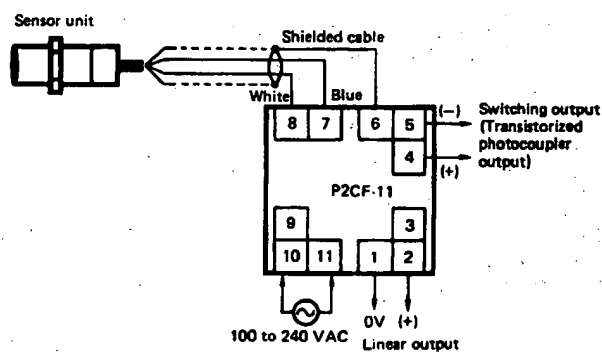 Sensor unit
Shielded cable
White
Blue
8 7 6 5
(−)
Switching output
(Transistorized
photocoupler
output)
4
(+)
P2CF-11
9 3
10 11 1 2
100 to 240 VAC
0V (+)
Linear output